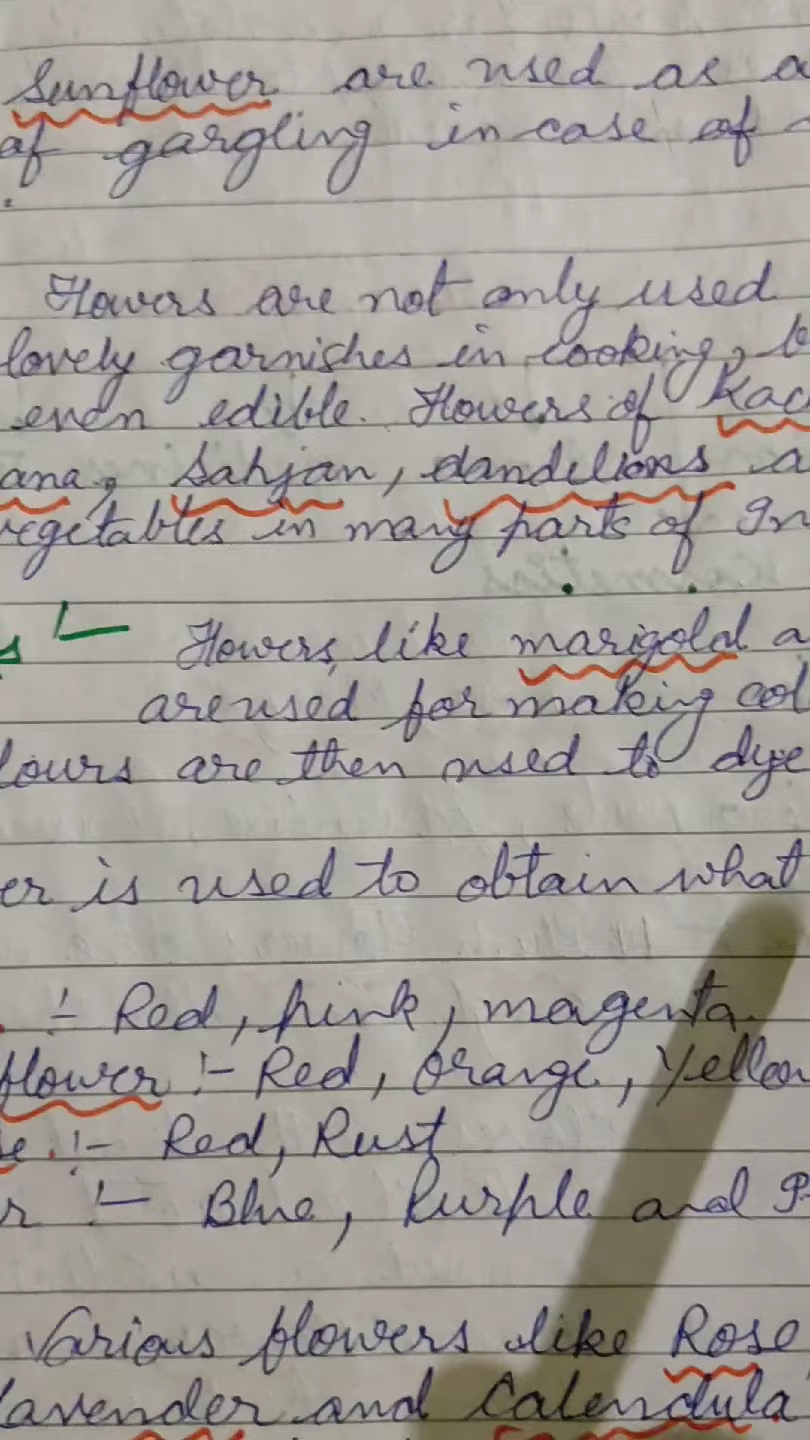 Sunflower are used as a
of gargling in case of
Flowers are not only used
lovely garnishes in cooking, b
even edible. Flowers of Kac
ana, Sahjan, dandelions a
vegetables in many parts of In
s :- Flowers like marigold a
are used for making col
lours are then used to dye
er is used to obtain what
:- Red, pink, magenta.
flower :- Red, Orange, Yellow
e :- Red, Rust
r :- Blue, Purple and P
Various flowers like Rose
lavender and Calendula